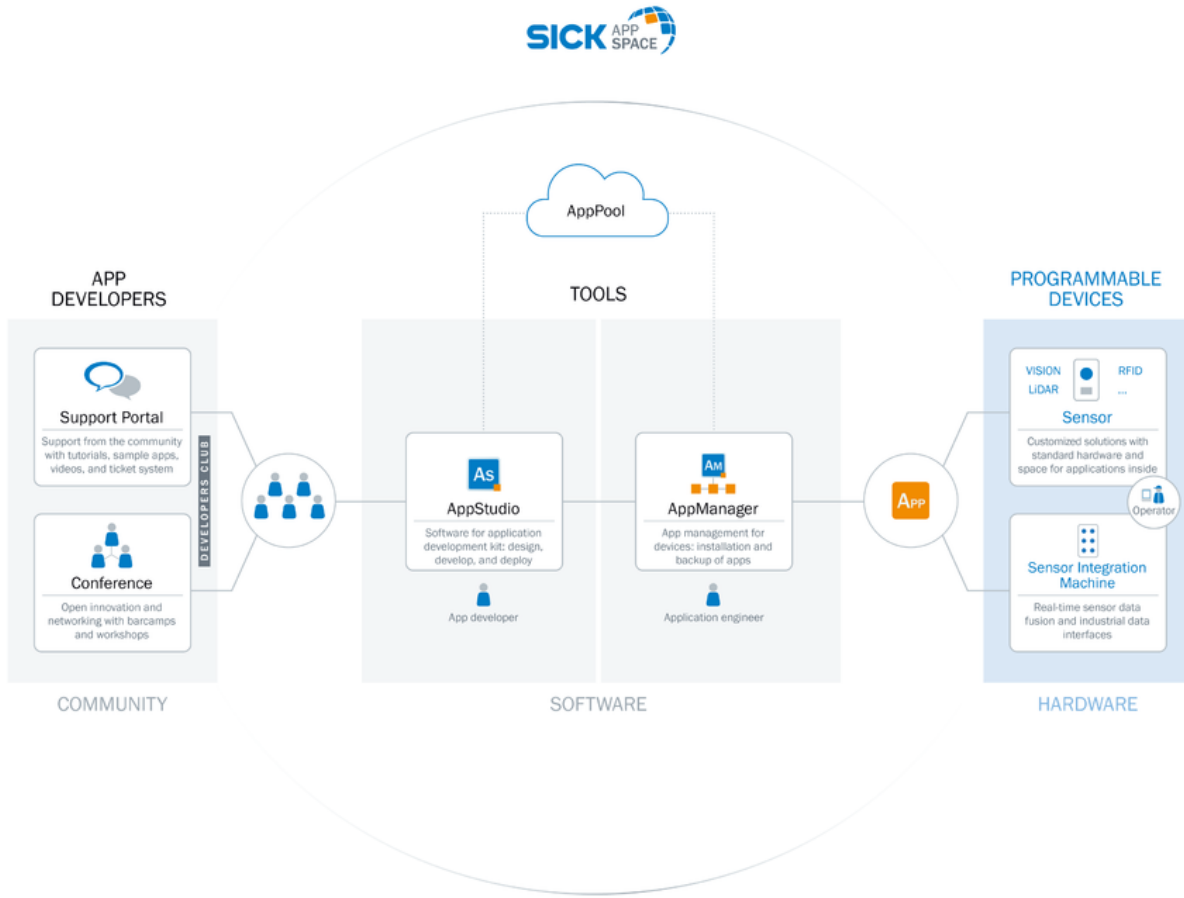 SICK APP SPACE
AppPool
APP
DEVELOPERS
TOOLS
PROGRAMMABLE
DEVICES
Support Portal
Support from the community
with tutorials, sample apps,
videos, and ticket system
Conference
Open innovation and
networking with barcamps
and workshops
DEVELOPERS CLUB
COMMUNITY
As
AppStudio
Software for application
development kit: design,
develop, and deploy
App developer
AM
AppManager
App management for
devices: installation and
backup of apps
Application engineer
SOFTWARE
APP
VISION
RFID
LiDAR
...
Sensor
Customized solutions with
standard hardware and
space for applications inside
Operator
Sensor Integration
Machine
Real-time sensor data
fusion and industrial data
interfaces
HARDWARE